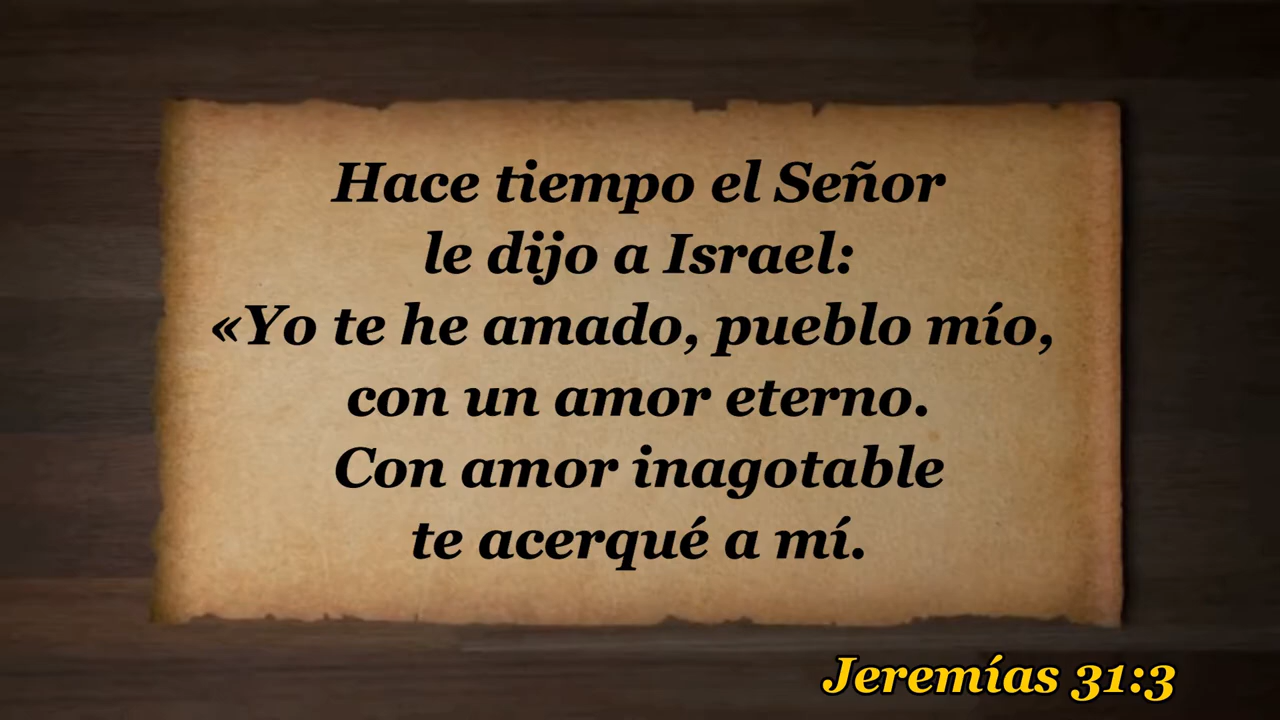 Hace tiempo el Señor
le dijo a Israel:
«Yo te he amado, pueblo mío,
con un amor eterno.
Con amor inagotable
te acerqué a mí.
Jeremías 31:3